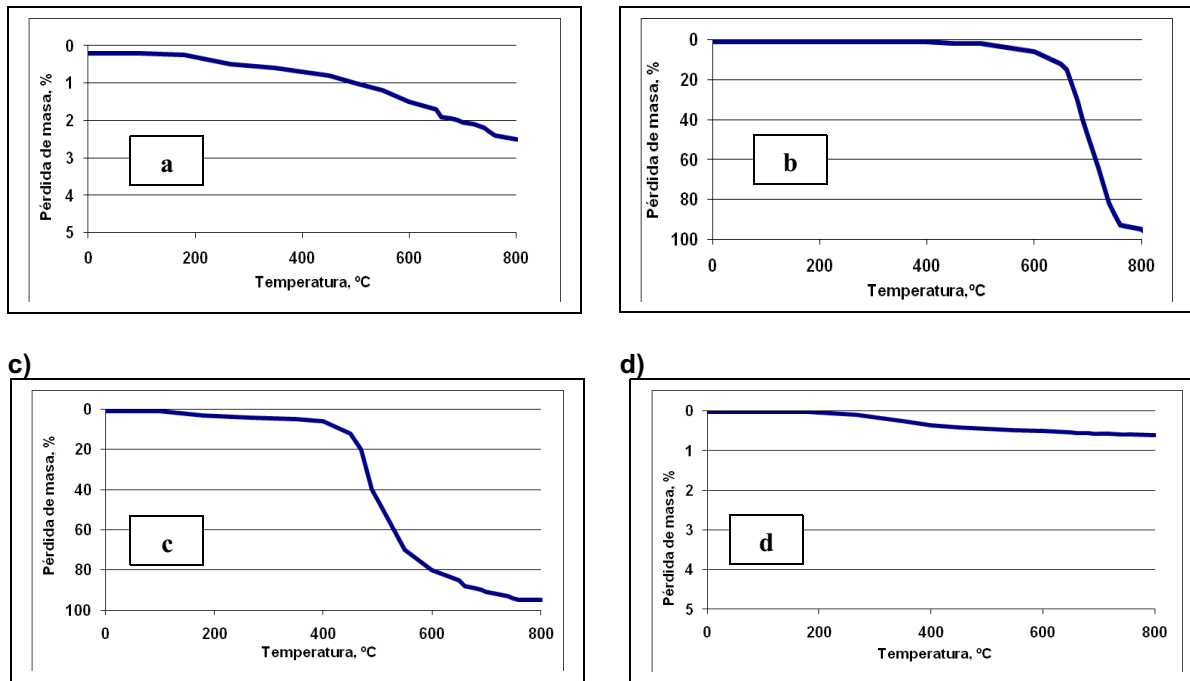 0
1
2
3
4
5
Pérdida de masa, %
a
0 200 400 600 800
Temperatura, ºC
0
20
40
60
80
100
Pérdida de masa, %
b
0 200 400 600 800
Temperatura,ºC
c)
0
20
40
60
80
100
Pérdida de masa, %
c
0 200 400 600 800
Temperatura, ºC
d)
0
1
2
3
4
5
Pérdida de masa, %
d
0 200 400 600 800
Temperatura, ºC